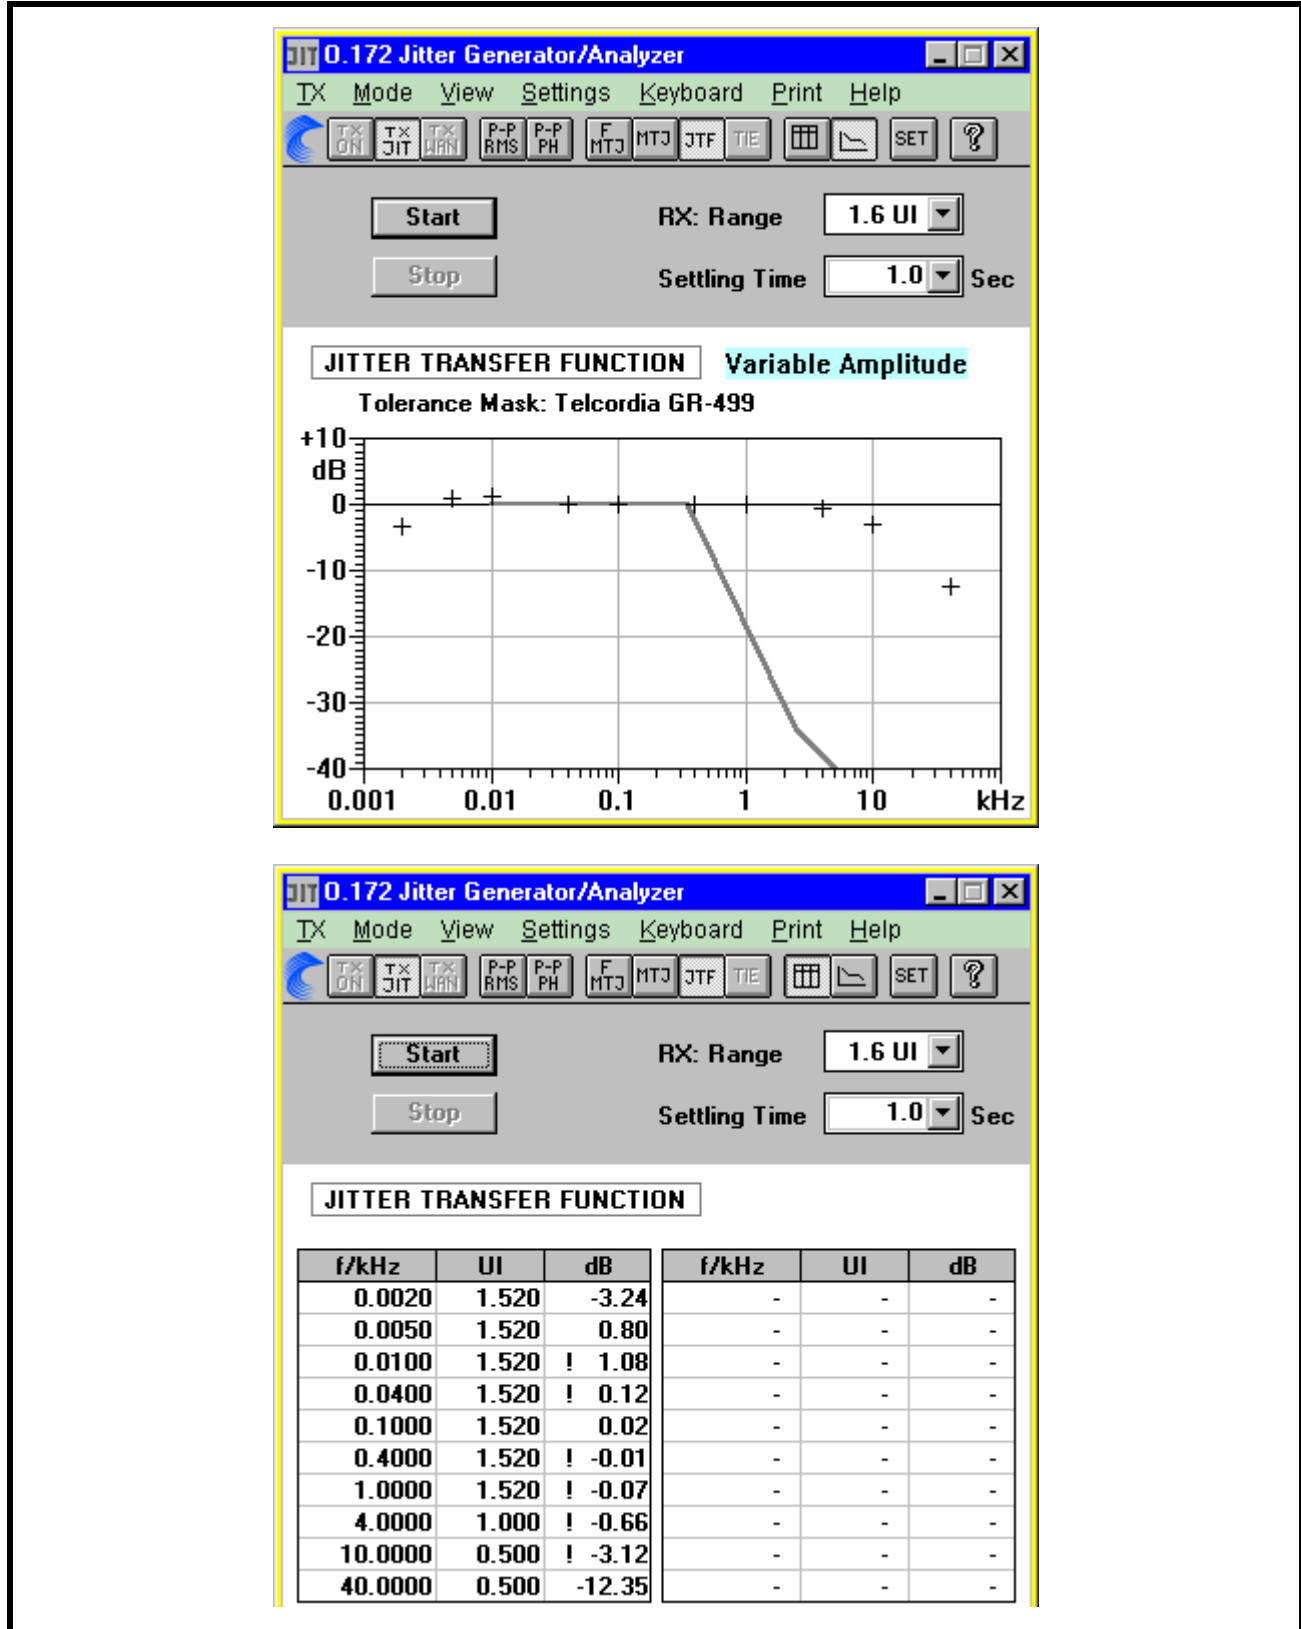 JIT O.172 Jitter Generator/Analyzer
TX Mode View Settings Keyboard Print Help
TX ON TX JIT TX WAN P-P RMS P-P PH F MTJ MTJ JTF TIE SET ?
Start RX: Range 1.6 UI
Stop Settling Time 1.0 Sec
JITTER TRANSFER FUNCTION Variable Amplitude
Tolerance Mask: Telcordia GR-499
+10
dB
0
-10
-20
-30
-40
0.001 0.01 0.1 1 10 kHz
JIT O.172 Jitter Generator/Analyzer
TX Mode View Settings Keyboard Print Help
TX ON TX JIT TX WAN P-P RMS P-P PH F MTJ MTJ JTF TIE SET ?
Start RX: Range 1.6 UI
Stop Settling Time 1.0 Sec
JITTER TRANSFER FUNCTION
f/kHz UI dB f/kHz UI dB
0.0020 1.520 -3.24 - - -
0.0050 1.520 0.80 - - -
0.0100 1.520 ! 1.08 - - -
0.0400 1.520 ! 0.12 - - -
0.1000 1.520 0.02 - - -
0.4000 1.520 ! -0.01 - - -
1.0000 1.520 ! -0.07 - - -
4.0000 1.000 ! -0.66 - - -
10.0000 0.500 ! -3.12 - - -
40.0000 0.500 -12.35 - - -